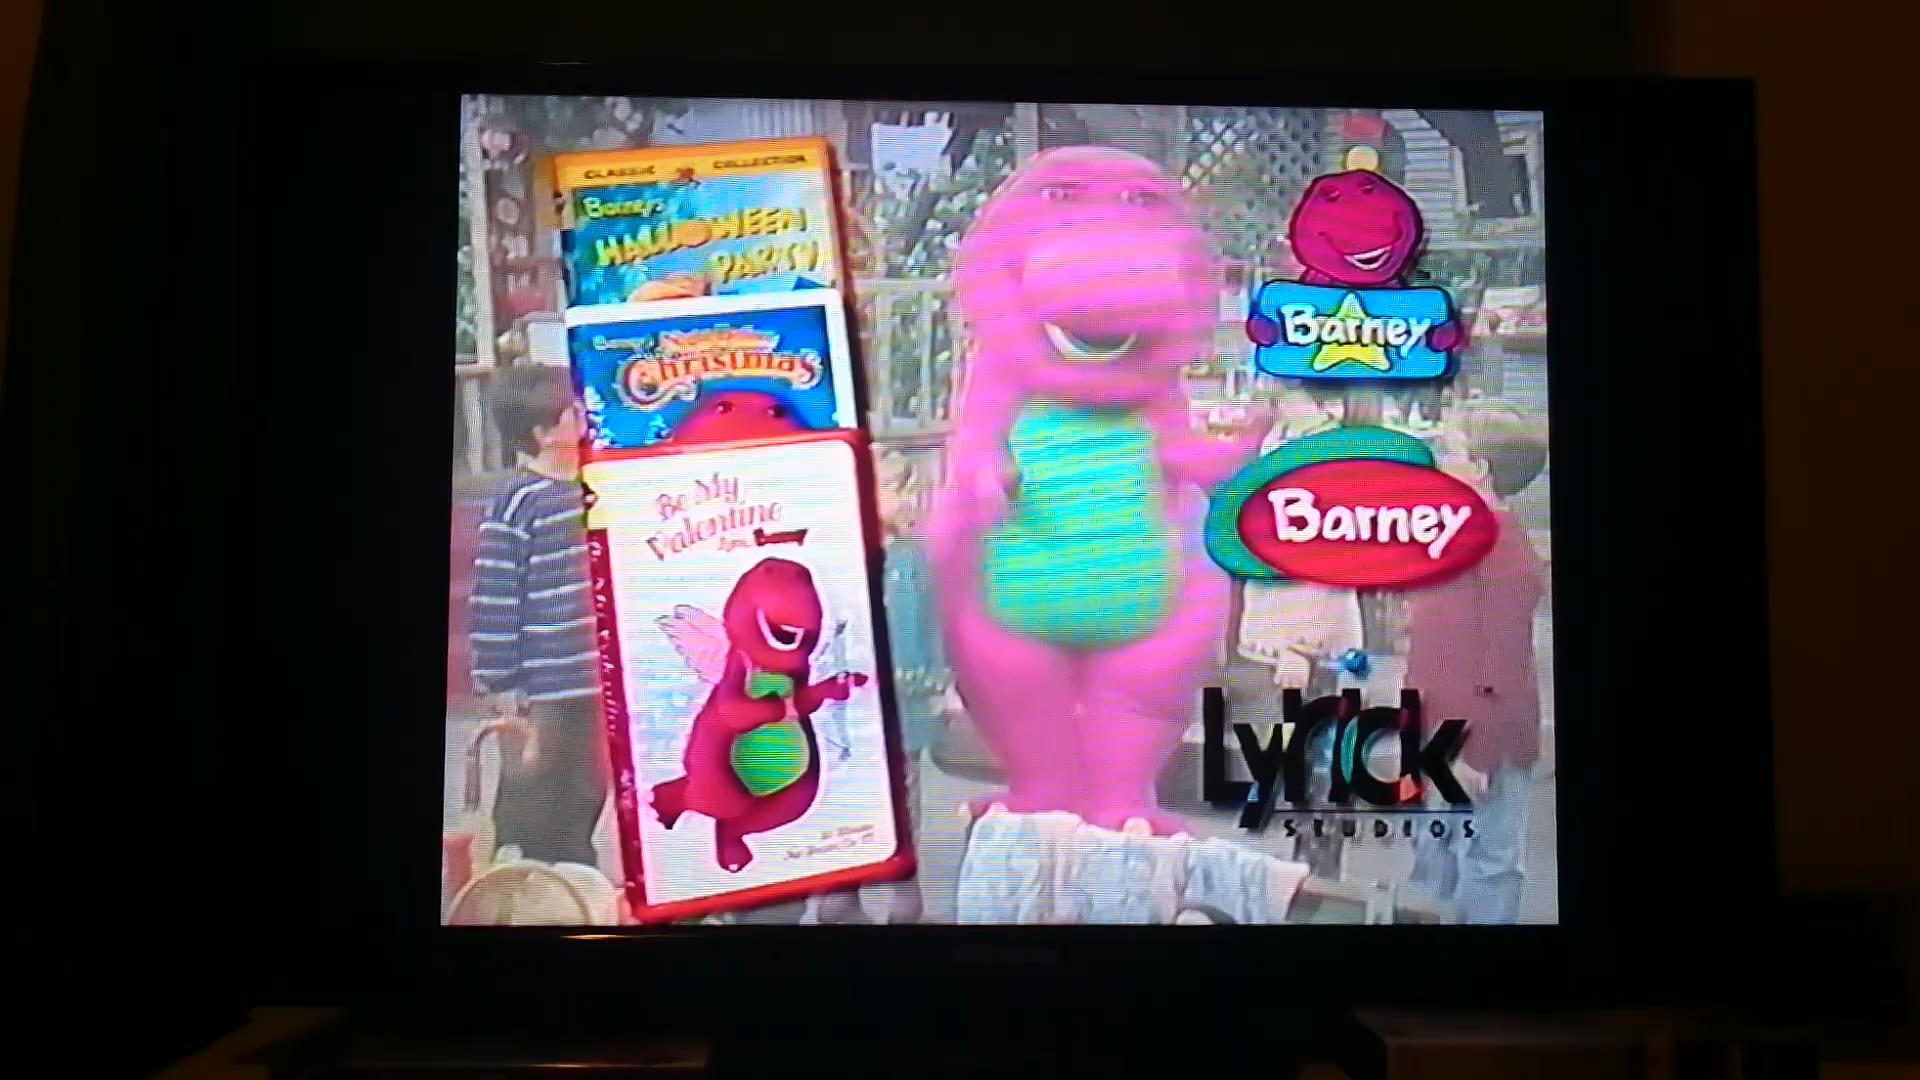 CLASSIC COLLECTION
Barney's
HALLOWEEN
PARTY
Christmas
Be My
Valentine
Love, Barney
Barney
Barney
Lyrick
STUDIOS